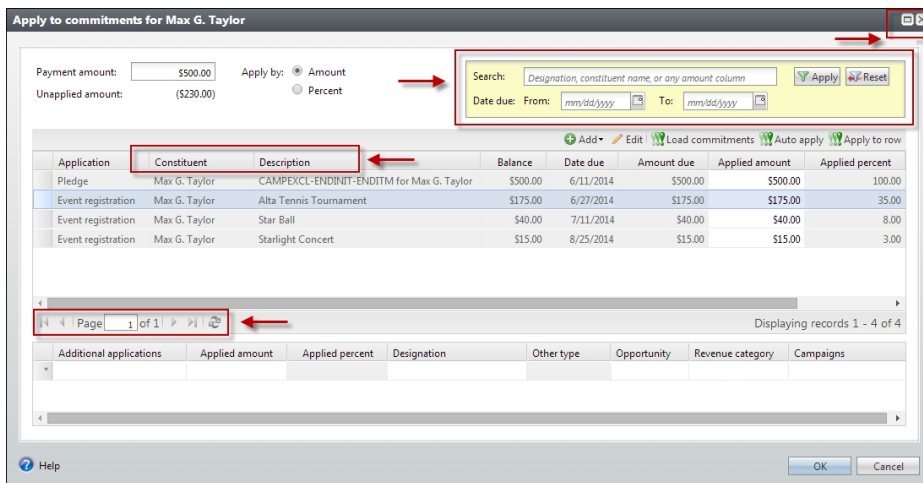 Apply to commitments for Max G. Taylor
Payment amount: $500.00 Apply by: Amount
Unapplied amount: ($230.00) Percent
Search: Designation, constituent name, or any amount column Apply Reset
Date due: From: mm/dd/yyyy To: mm/dd/yyyy
Add Edit Load commitments Auto apply Apply to row
Application Constituent Description Balance Date due Amount due Applied amount Applied percent
Pledge Max G. Taylor CAMPEXCL-ENDINIT-ENDITM for Max G. Taylor $500.00 6/11/2014 $500.00 $500.00 100.00
Event registration Max G. Taylor Alta Tennis Tournament $175.00 6/27/2014 $175.00 $175.00 35.00
Event registration Max G. Taylor Star Ball $40.00 7/11/2014 $40.00 $40.00 8.00
Event registration Max G. Taylor Starlight Concert $15.00 8/25/2014 $15.00 $15.00 3.00
Page 1 of 1 Displaying records 1 - 4 of 4
Additional applications Applied amount Applied percent Designation Other type Opportunity Revenue category Campaigns
*
Help OK Cancel